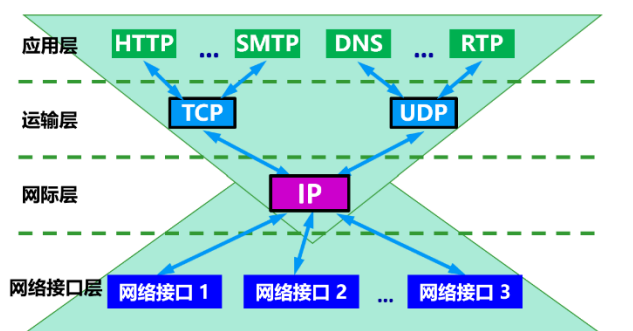 应用层 HTTP ... SMTP DNS ... RTP
运输层 TCP UDP
网际层 IP
网络接口层 网络接口 1 网络接口 2 ... 网络接口 3